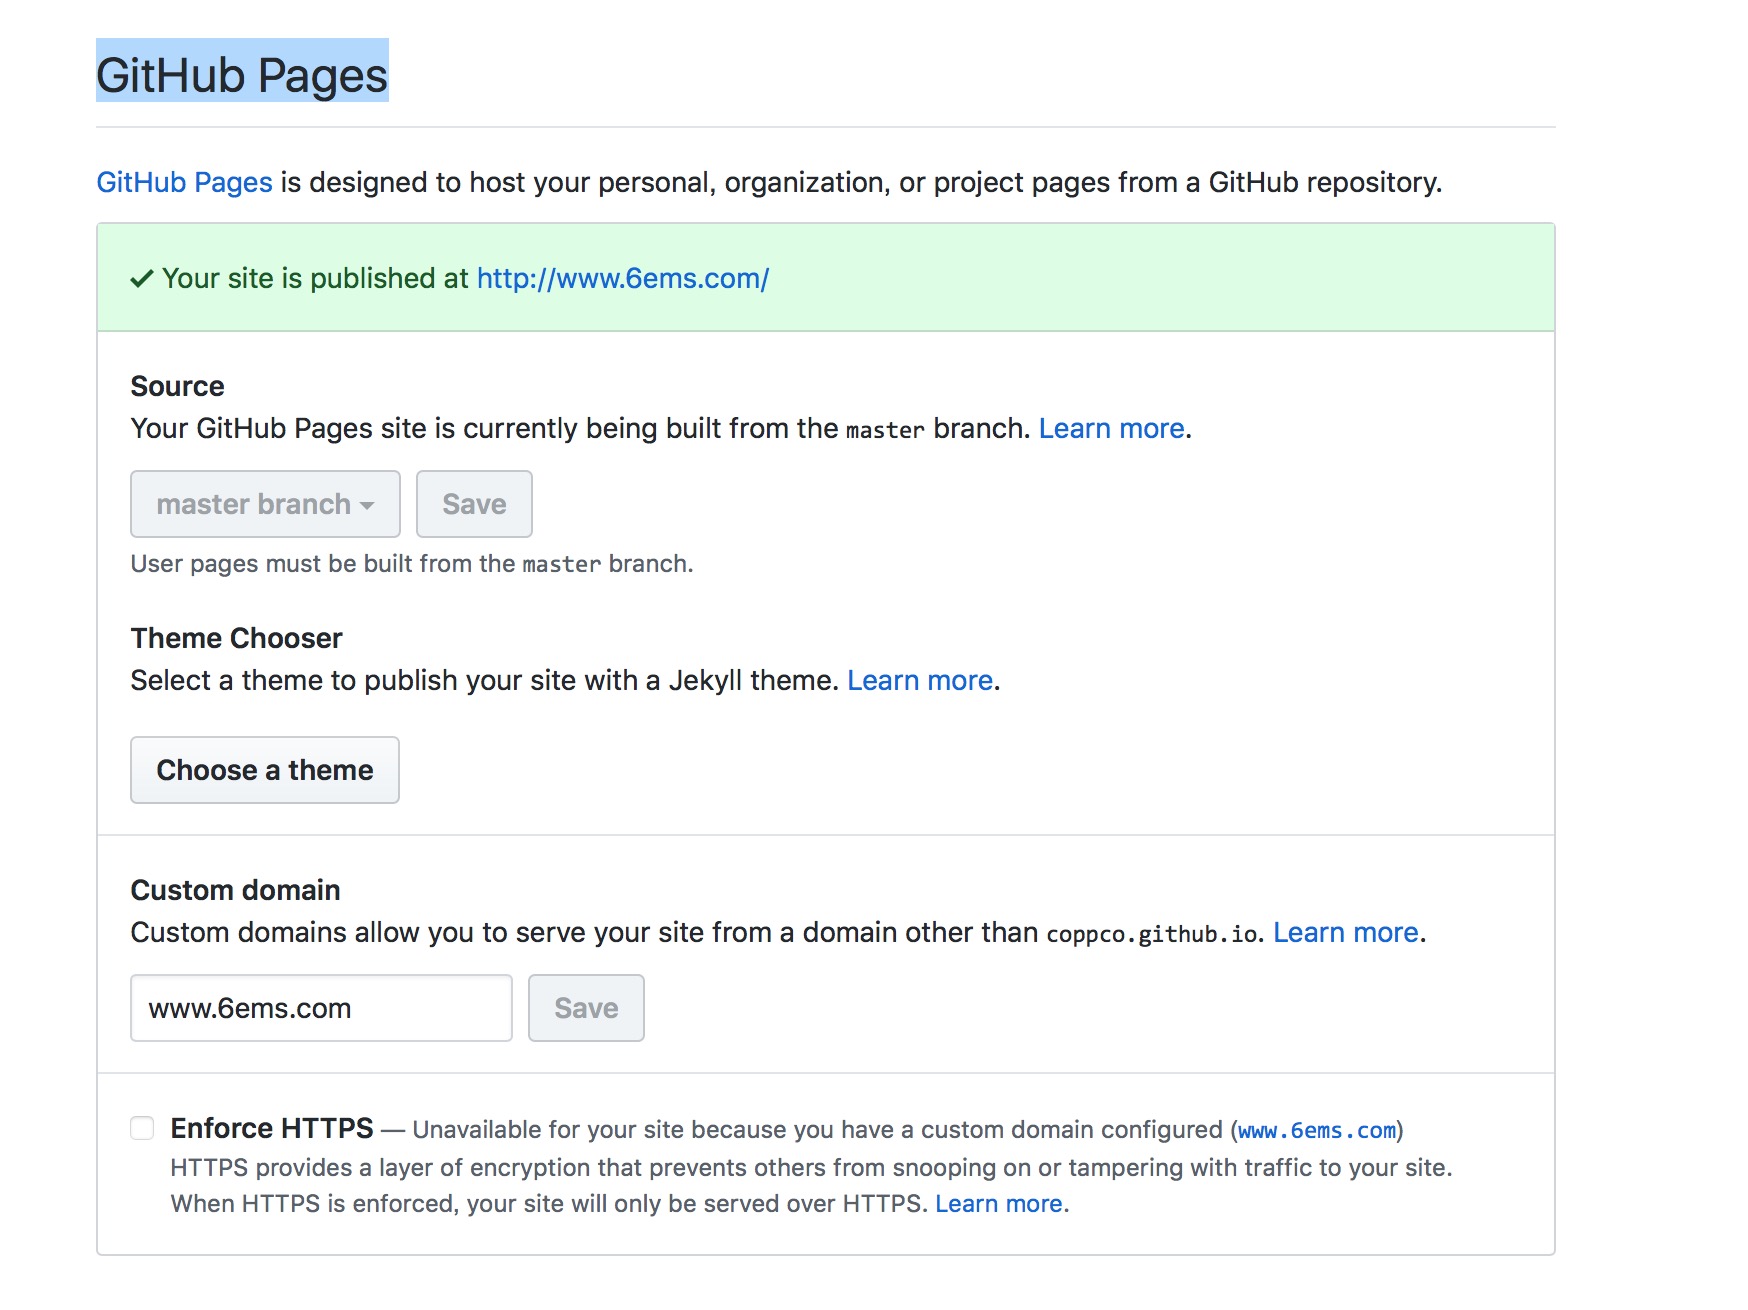 GitHub Pages
GitHub Pages is designed to host your personal, organization, or project pages from a GitHub repository.
✓ Your site is published at http://www.6ems.com/
Source
Your GitHub Pages site is currently being built from the master branch. Learn more.
master branch Save
User pages must be built from the master branch.
Theme Chooser
Select a theme to publish your site with a Jekyll theme. Learn more.
Choose a theme
Custom domain
Custom domains allow you to serve your site from a domain other than coppco.github.io. Learn more.
www.6ems.com Save
Enforce HTTPS — Unavailable for your site because you have a custom domain configured (www.6ems.com)
HTTPS provides a layer of encryption that prevents others from snooping on or tampering with traffic to your site.
When HTTPS is enforced, your site will only be served over HTTPS. Learn more.